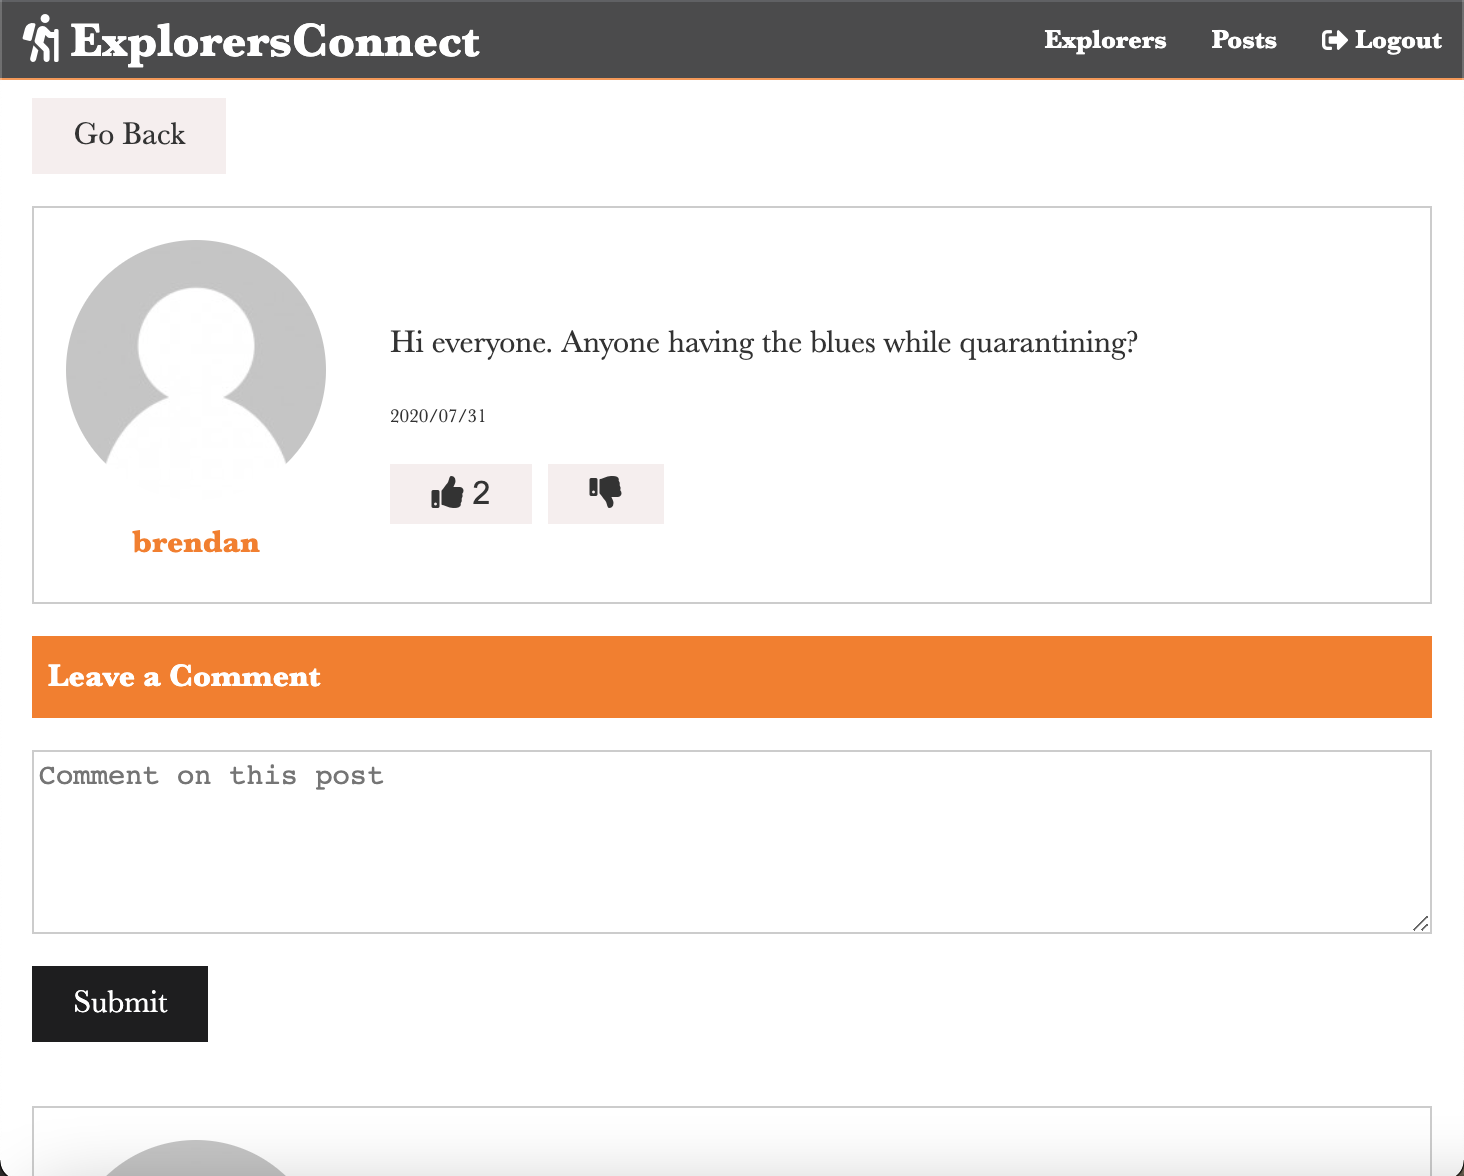 ExplorersConnect
Explorers Posts Logout
Go Back
Hi everyone. Anyone having the blues while quarantining?
2020/07/31
2
brendan
Leave a Comment
Comment on this post
Submit